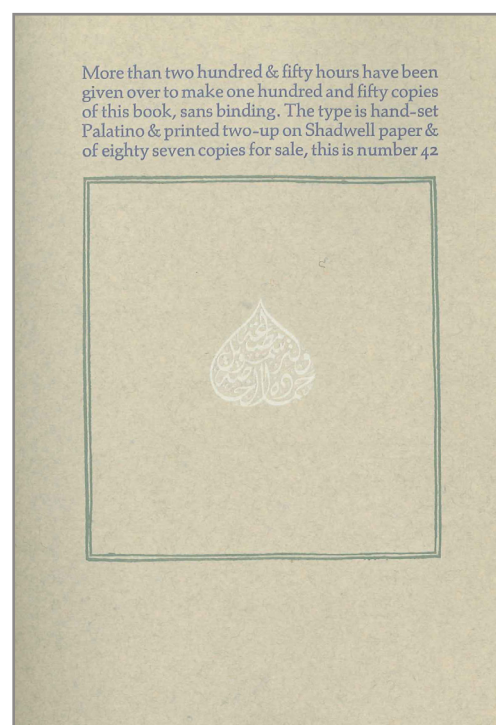 More than two hundred & fifty hours have been
given over to make one hundred and fifty copies
of this book, sans binding. The type is hand-set
Palatino & printed two-up on Shadwell paper &
of eighty seven copies for sale, this is number 42